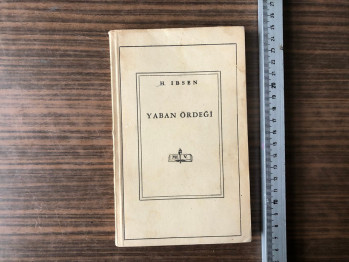 H. IBSEN
YABAN ÖRDEĞİ